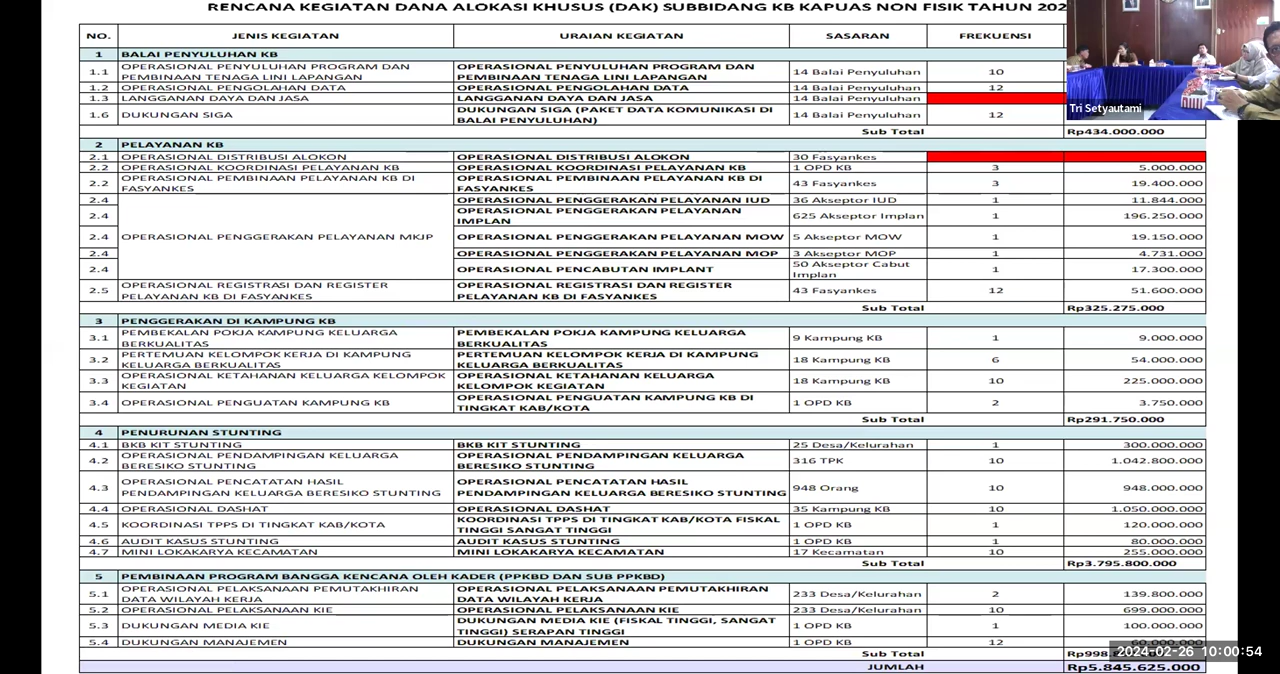 RENCANA KEGIATAN DANA ALOKASI KHUSUS (DAK) SUBBIDANG KB KAPUAS NON FISIK TAHUN
NO. JENIS KEGIATAN URAIAN KEGIATAN SASARAN FREKUENSI
1 BALAI PENYULUHAN KB
1.1 OPERASIONAL PENYULUHAN PROGRAM DAN PEMBINAAN TENAGA LINI LAPANGAN OPERASIONAL PENYULUHAN PROGRAM DAN PEMBINAAN TENAGA LINI LAPANGAN 14 Balai Penyuluhan 10
1.2 OPERASIONAL PENGOLAHAN DATA OPERASIONAL PENGOLAHAN DATA 14 Balai Penyuluhan 12
1.3 LANGGANAN DAYA DAN JASA LANGGANAN DAYA DAN JASA 14 Balai Penyuluhan
1.6 DUKUNGAN SIGA DUKUNGAN SIGA (PAKET DATA KOMUNIKASI DI BALAI PENYULUHAN) 14 Balai Penyuluhan 12
Sub Total Rp434.000.000
2 PELAYANAN KB
2.1 OPERASIONAL DISTRIBUSI ALOKON OPERASIONAL DISTRIBUSI ALOKON 30 Fasyankes
2.2 OPERASIONAL KOORDINASI PELAYANAN KB OPERASIONAL KOORDINASI PELAYANAN KB 1 OPD KB 3 5.000.000
2.2 OPERASIONAL PEMBINAAN PELAYANAN KB DI FASYANKES OPERASIONAL PEMBINAAN PELAYANAN KB DI FASYANKES 43 Fasyankes 3 19.400.000
2.4 OPERASIONAL PENGGERAKAN PELAYANAN IUD 36 Akseptor IUD 1 11.844.000
2.4 OPERASIONAL PENGGERAKAN PELAYANAN IMPLAN 625 Akseptor Implan 1 196.250.000
2.4 OPERASIONAL PENGGERAKAN PELAYANAN MKJP OPERASIONAL PENGGERAKAN PELAYANAN MOW 5 Akseptor MOW 1 19.150.000
2.4 OPERASIONAL PENGGERAKAN PELAYANAN MOP 3 Akseptor MOP 1 4.731.000
2.4 OPERASIONAL PENCABUTAN IMPLANT 50 Akseptor Cabut Implan 1 17.300.000
2.5 OPERASIONAL REGISTRASI DAN REGISTER PELAYANAN KB DI FASYANKES OPERASIONAL REGISTRASI DAN REGISTER PELAYANAN KB DI FASYANKES 43 Fasyankes 12 51.600.000
Sub Total Rp325.275.000
3 PENGGERAKAN DI KAMPUNG KB
3.1 PEMBEKALAN POKJA KAMPUNG KELUARGA BERKUALITAS PEMBEKALAN POKJA KAMPUNG KELUARGA BERKUALITAS 9 Kampung KB 1 9.000.000
3.2 PERTEMUAN KELOMPOK KERJA DI KAMPUNG KELUARGA BERKUALITAS PERTEMUAN KELOMPOK KERJA DI KAMPUNG KELUARGA BERKUALITAS 18 Kampung KB 6 54.000.000
3.3 OPERASIONAL KETAHANAN KELUARGA KELOMPOK KEGIATAN OPERASIONAL KETAHANAN KELUARGA KELOMPOK KEGIATAN 18 Kampung KB 10 225.000.000
3.4 OPERASIONAL PENGUATAN KAMPUNG KB OPERASIONAL PENGUATAN KAMPUNG KB DI TINGKAT KAB/KOTA 1 OPD KB 2 3.750.000
Sub Total Rp291.750.000
4 PENURUNAN STUNTING
4.1 BKB KIT STUNTING BKB KIT STUNTING 25 Desa/Kelurahan 1 300.000.000
4.2 OPERASIONAL PENDAMPINGAN KELUARGA BERESIKO STUNTING OPERASIONAL PENDAMPINGAN KELUARGA BERESIKO STUNTING 316 TPK 10 1.042.800.000
4.3 OPERASIONAL PENCATATAN HASIL PENDAMPINGAN KELUARGA BERESIKO STUNTING OPERASIONAL PENCATATAN HASIL PENDAMPINGAN KELUARGA BERESIKO STUNTING 948 Orang 10 948.000.000
4.4 OPERASIONAL DASHAT OPERASIONAL DASHAT 35 Kampung KB 10 1.050.000.000
4.5 KOORDINASI TPPS DI TINGKAT KAB/KOTA KOORDINASI TPPS DI TINGKAT KAB/KOTA FISKAL TINGGI SANGAT TINGGI 1 OPD KB 1 120.000.000
4.6 AUDIT KASUS STUNTING AUDIT KASUS STUNTING 1 OPD KB 1 80.000.000
4.7 MINI LOKAKARYA KECAMATAN MINI LOKAKARYA KECAMATAN 17 Kecamatan 10 255.000.000
Sub Total Rp3.795.800.000
5 PEMBINAAN PROGRAM BANGGA KENCANA OLEH KADER (PPKBD DAN SUB PPKBD)
5.1 OPERASIONAL PELAKSANAAN PEMUTAKHIRAN DATA WILAYAH KERJA OPERASIONAL PELAKSANAAN PEMUTAKHIRAN DATA WILAYAH KERJA 233 Desa/Kelurahan 2 139.800.000
5.2 OPERASIONAL PELAKSANAAN KIE OPERASIONAL PELAKSANAAN KIE 233 Desa/Kelurahan 10 699.000.000
5.3 DUKUNGAN MEDIA KIE DUKUNGAN MEDIA KIE (FISKAL TINGGI, SANGAT TINGGI) SERAPAN TINGGI 1 OPD KB 1 100.000.000
5.4 DUKUNGAN MANAJEMEN DUKUNGAN MANAJEMEN 1 OPD KB 12 60.000.000
Sub Total
JUMLAH Rp5.845.625.000
Tri Setyautami
2024-02-26 10:00:54